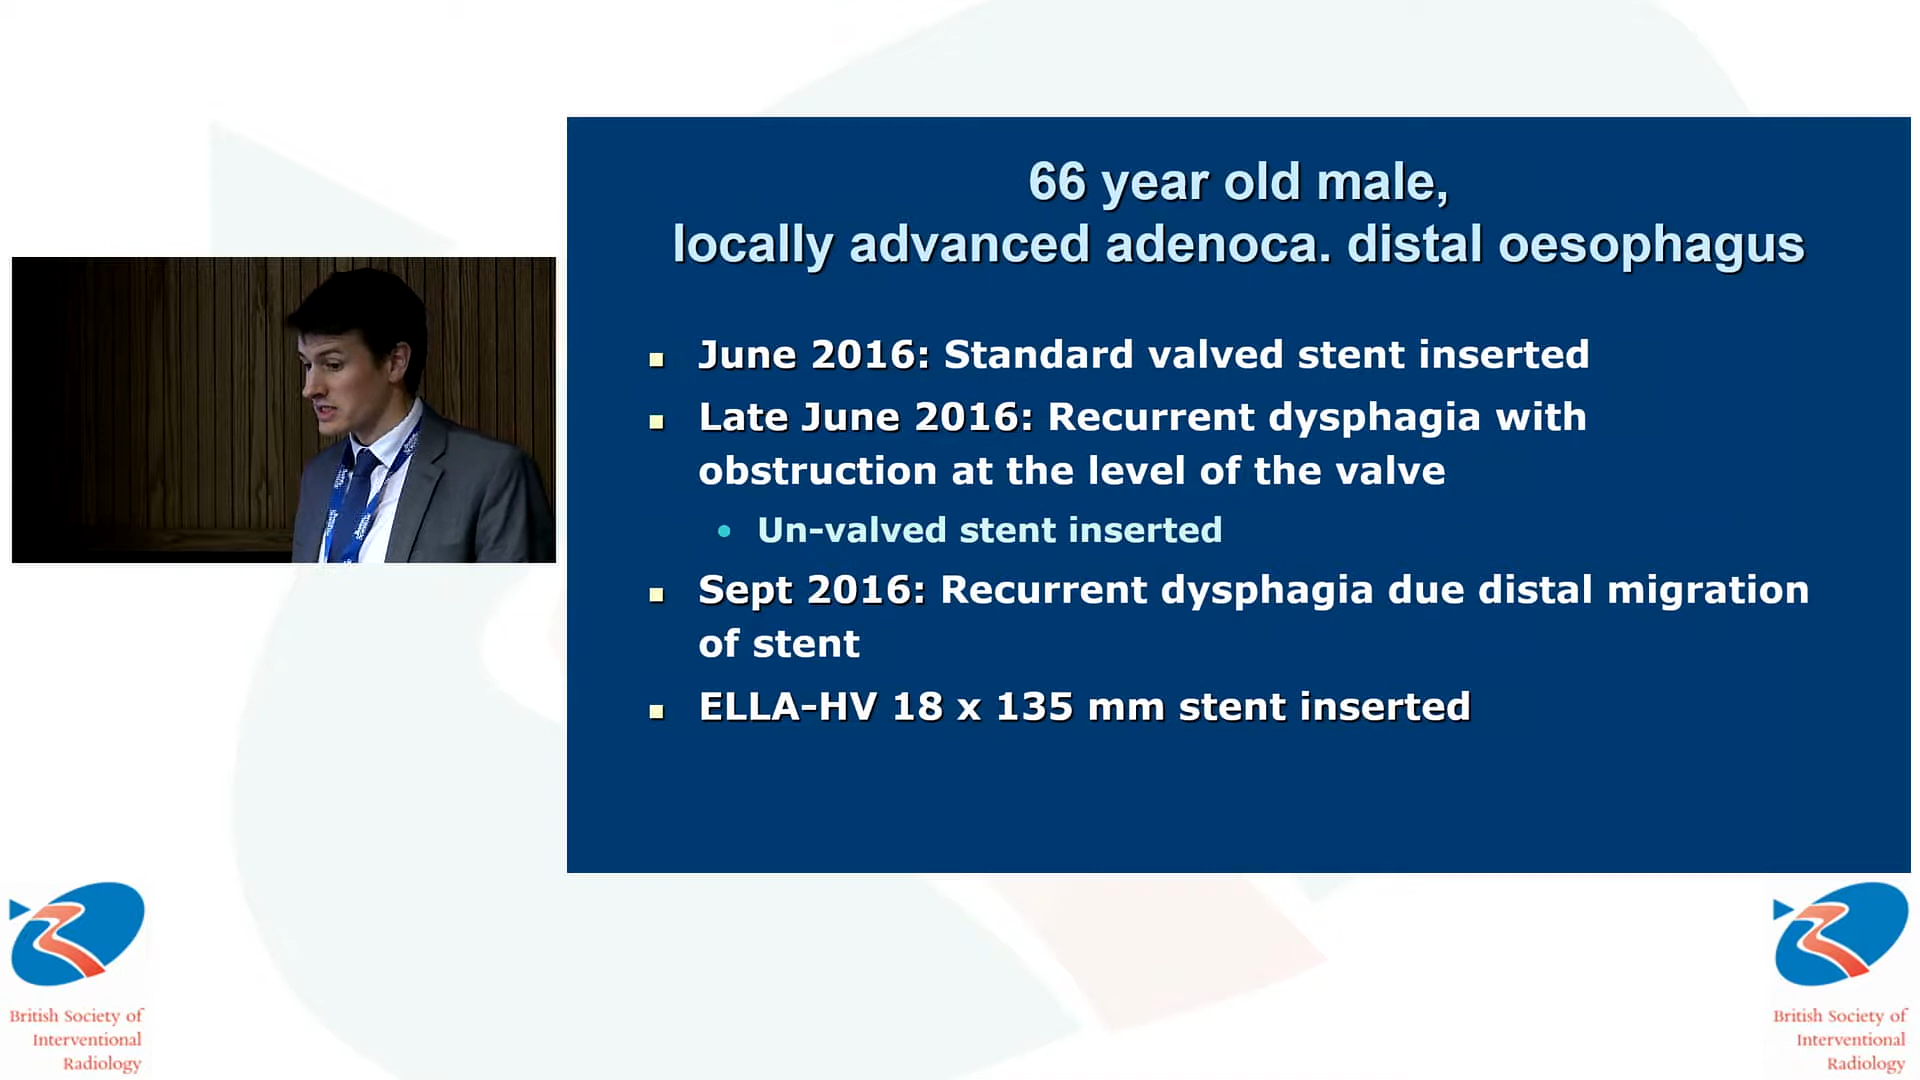 66 year old male,
locally advanced adenoca. distal oesophagus
June 2016: Standard valved stent inserted
Late June 2016: Recurrent dysphagia with
obstruction at the level of the valve
Un-valved stent inserted
Sept 2016: Recurrent dysphagia due distal migration
of stent
ELLA-HV 18 x 135 mm stent inserted
British Society of
Interventional
Radiology
British Society of
Interventional
Radiology